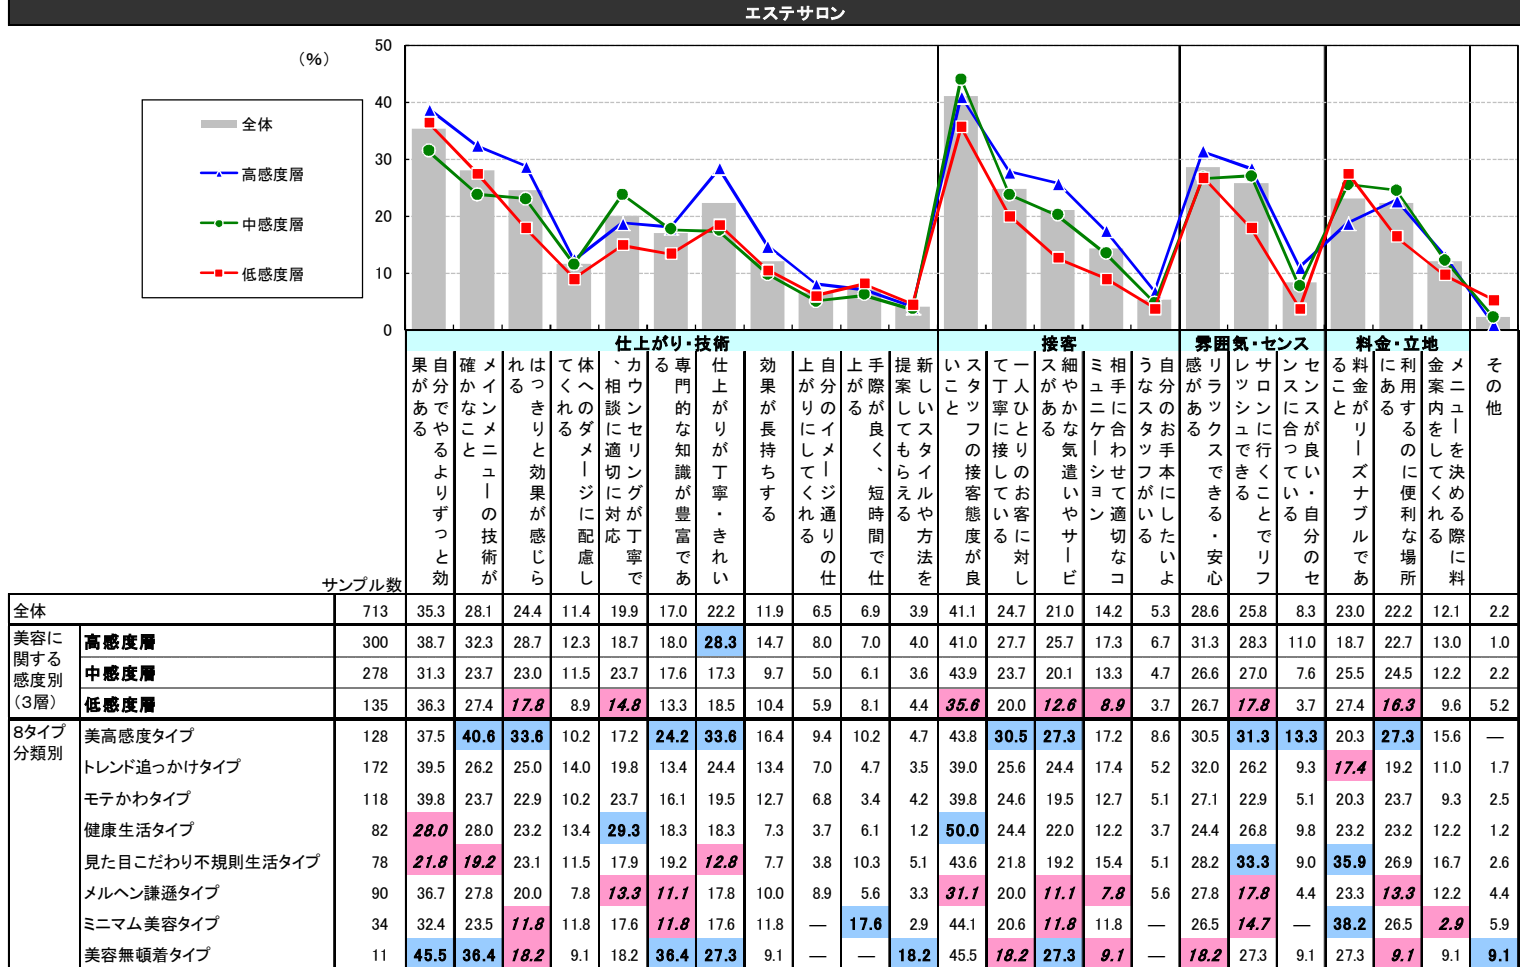 エステサロン
（%）
50
40
30
20
10
0
全体
高感度層
中感度層
低感度層
仕上がり・技術 接客 雰囲気・センス 料金・立地
自分でやるよりずっと効
果がある
メインメニューの技術が
確かなこと
はっきりと効果が感じら
れる
体へのダメージに配慮し
てくれる
カウンセリングが丁寧で
、相談に適切に対応
専門的な知識が豊富であ
る
仕上がりが丁寧・きれい
効果が長持ちする
自分のイメージ通りの仕
上がりにしてくれる
手際が良く、短時間で仕
上がる
新しいスタイルや方法を
提案してもらえる
スタッフの接客態度が良
いこと
一人ひとりのお客に対し
て丁寧に接している
細やかな気遣いやサービ
スがある
相手に合わせて適切なコ
ミュニケーション
自分のお手本にしたいよ
うなスタッフがいる
リラックスできる・安心
感がある
サロンに行くことでリフ
レッシュできる
センスが良い・自分のセ
ンスに合っている
料金がリーズナブルであ
ること
利用するのに便利な場所
にある
メニューを決める際に料
金案内をしてくれる
その他
サンプル数
全体 713 35.3 28.1 24.4 11.4 19.9 17.0 22.2 11.9 6.5 6.9 3.9 41.1 24.7 21.0 14.2 5.3 28.6 25.8 8.3 23.0 22.2 12.1 2.2
美容に
関する
感度別
（3層）
高感度層 300 38.7 32.3 28.7 12.3 18.7 18.0 28.3 14.7 8.0 7.0 4.0 41.0 27.7 25.7 17.3 6.7 31.3 28.3 11.0 18.7 22.7 13.0 1.0
中感度層 278 31.3 23.7 23.0 11.5 23.7 17.6 17.3 9.7 5.0 6.1 3.6 43.9 23.7 20.1 13.3 4.7 26.6 27.0 7.6 25.5 24.5 12.2 2.2
低感度層 135 36.3 27.4 17.8 8.9 14.8 13.3 18.5 10.4 5.9 8.1 4.4 35.6 20.0 12.6 8.9 3.7 26.7 17.8 3.7 27.4 16.3 9.6 5.2
8タイプ
分類別
美高感度タイプ 128 37.5 40.6 33.6 10.2 17.2 24.2 33.6 16.4 9.4 10.2 4.7 43.8 30.5 27.3 17.2 8.6 30.5 31.3 13.3 20.3 27.3 15.6 —
トレンド追っかけタイプ 172 39.5 26.2 25.0 14.0 19.8 13.4 24.4 13.4 7.0 4.7 3.5 39.0 25.6 24.4 17.4 5.2 32.0 26.2 9.3 17.4 19.2 11.0 1.7
モテかわタイプ 118 39.8 23.7 22.9 10.2 23.7 16.1 19.5 12.7 6.8 3.4 4.2 39.8 24.6 19.5 12.7 5.1 27.1 22.9 5.1 20.3 23.7 9.3 2.5
健康生活タイプ 82 28.0 28.0 23.2 13.4 29.3 18.3 18.3 7.3 3.7 6.1 1.2 50.0 24.4 22.0 12.2 3.7 24.4 26.8 9.8 23.2 23.2 12.2 1.2
見た目こだわり不規則生活タイプ 78 21.8 19.2 23.1 11.5 17.9 19.2 12.8 7.7 3.8 10.3 5.1 43.6 21.8 19.2 15.4 5.1 28.2 33.3 9.0 35.9 26.9 16.7 2.6
メルヘン謙遜タイプ 90 36.7 27.8 20.0 7.8 13.3 11.1 17.8 10.0 8.9 5.6 3.3 31.1 20.0 11.1 7.8 5.6 27.8 17.8 4.4 23.3 13.3 12.2 4.4
ミニマム美容タイプ 34 32.4 23.5 11.8 11.8 17.6 11.8 17.6 11.8 — 17.6 2.9 44.1 20.6 11.8 11.8 — 26.5 14.7 — 38.2 26.5 2.9 5.9
美容無頓着タイプ 11 45.5 36.4 18.2 9.1 18.2 36.4 27.3 9.1 — — 18.2 45.5 18.2 27.3 9.1 — 18.2 27.3 9.1 27.3 9.1 9.1 9.1